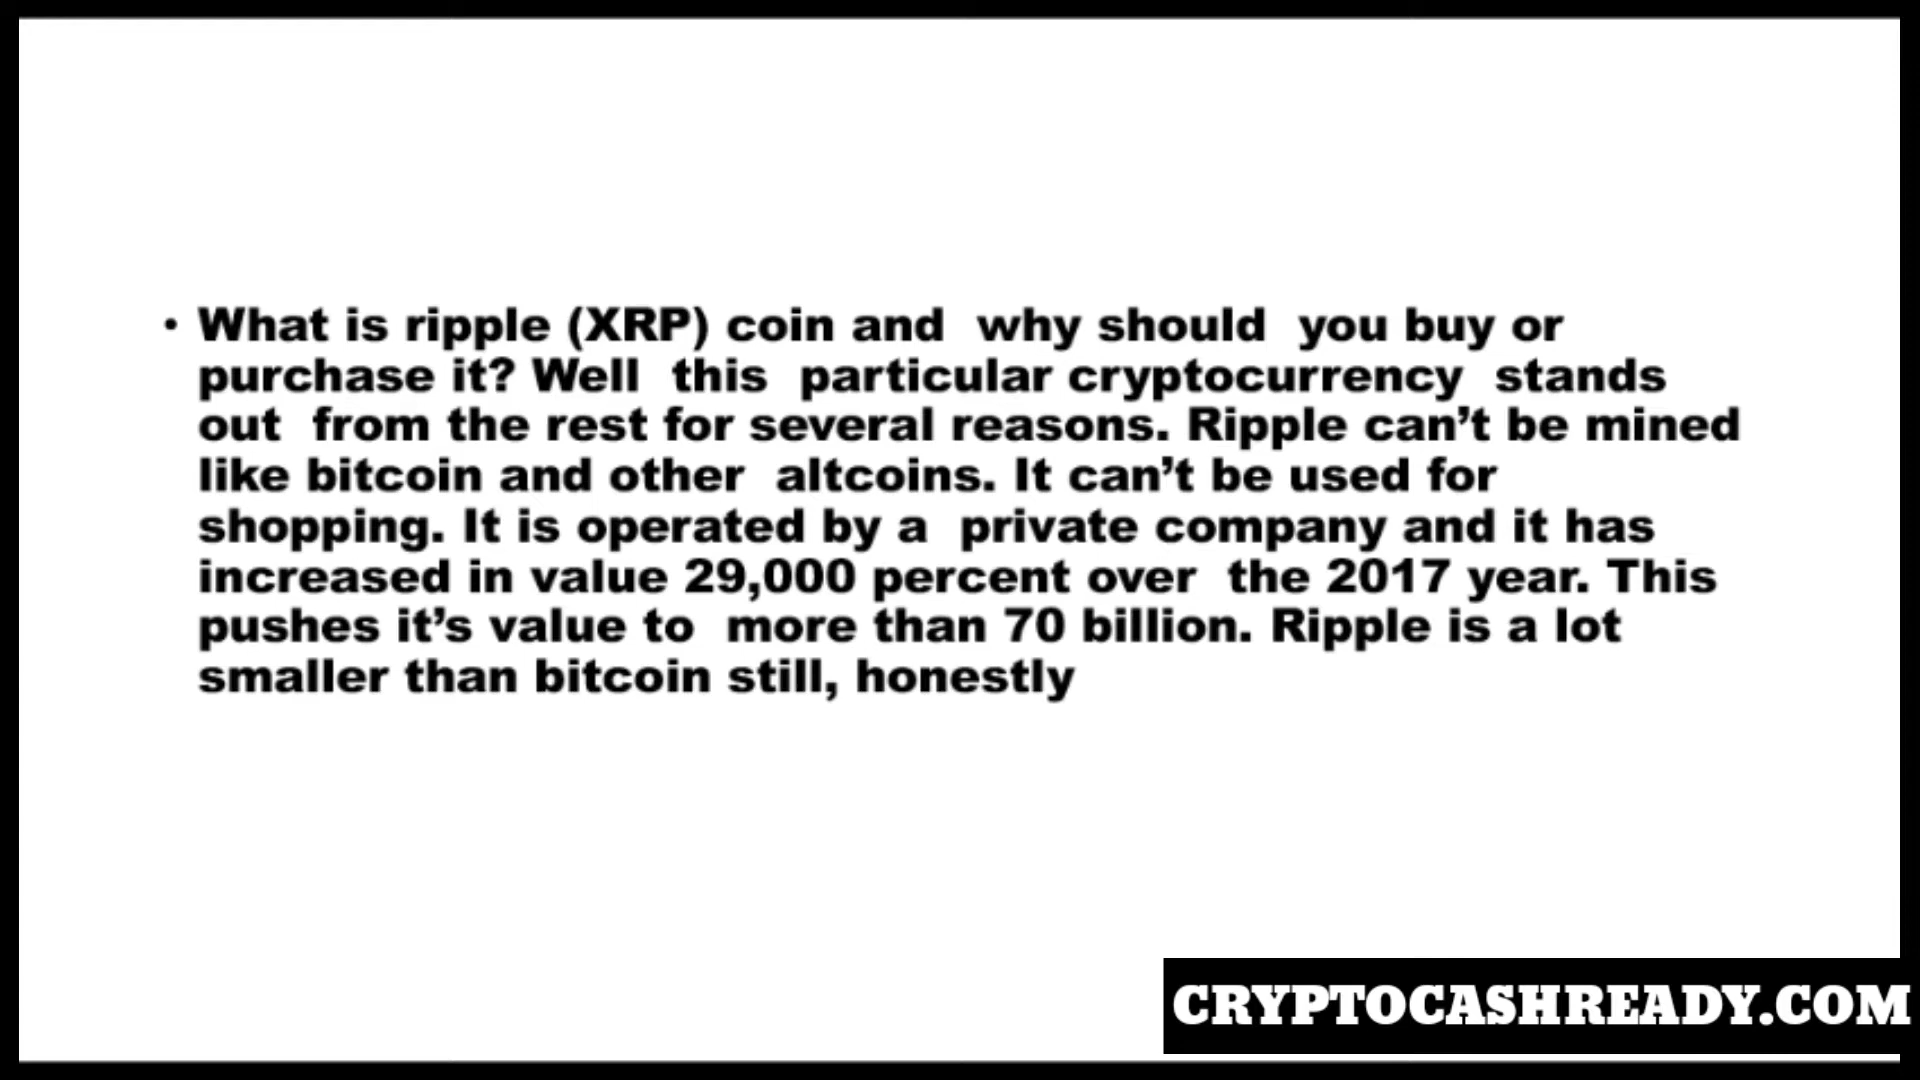 • What is ripple (XRP) coin and why should you buy or
purchase it? Well this particular cryptocurrency stands
out from the rest for several reasons. Ripple can’t be mined
like bitcoin and other altcoins. It can’t be used for
shopping. It is operated by a private company and it has
increased in value 29,000 percent over the 2017 year. This
pushes it’s value to more than 70 billion. Ripple is a lot
smaller than bitcoin still, honestly
CRYPTOCASHREADY.COM